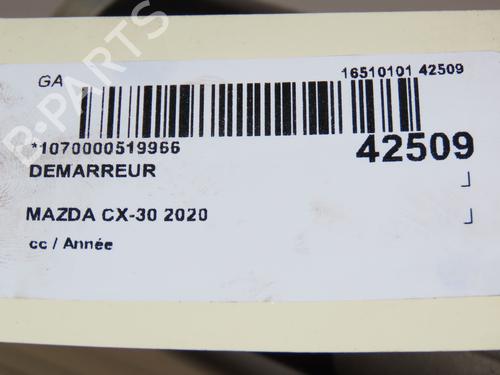 GA
16510101 42509
*1070000519966
42509
DEMARREUR
MAZDA CX-30 2020
cc / Année
B-PARTS